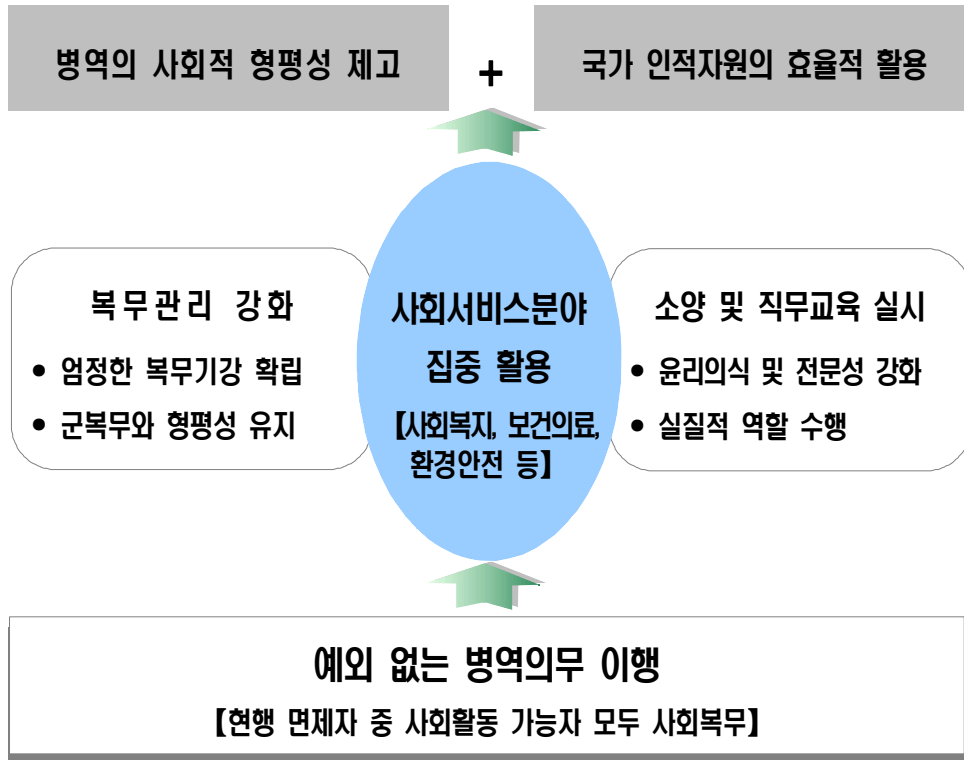 병역의 사회적 형평성 제고
+
국가 인적자원의 효율적 활용
복무관리 강화
• 엄정한 복무기강 확립
• 군복무와 형평성 유지
사회서비스분야
집중 활용
【사회복지, 보건의료,
환경안전 등】
소양 및 직무교육 실시
• 윤리의식 및 전문성 강화
• 실질적 역할 수행
예외 없는 병역의무 이행
【현행 면제자 중 사회활동 가능자 모두 사회복무】